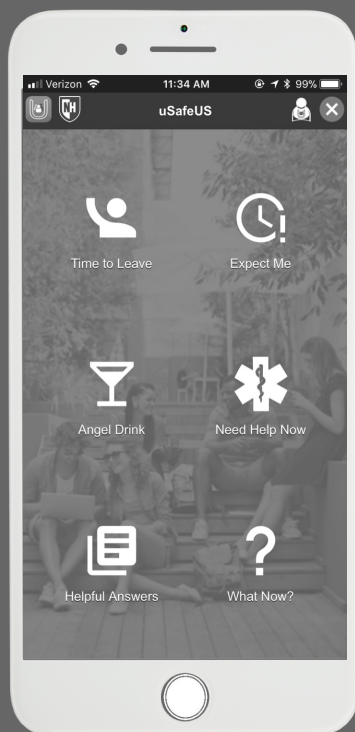 Verizon 11:34 AM 99%
NH uSafeUS
Time to Leave Expect Me
Angel Drink Need Help Now
Helpful Answers What Now?